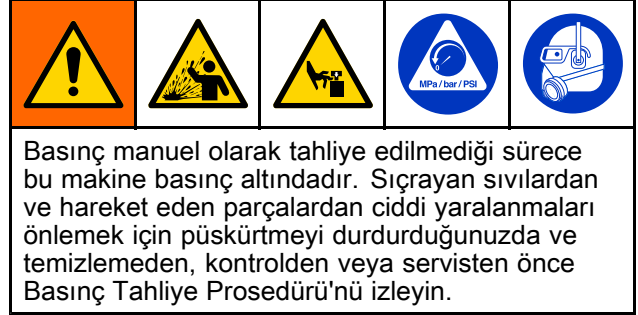 MPa / bar / PSI
Basınç manuel olarak tahliye edilmediği sürece
bu makine basınç altındadır. Sıçrayan sıvılardan
ve hareket eden parçalardan ciddi yaralanmaları
önlemek için püskürtmeyi durdurduğunuzda ve
temizlemeden, kontrolden veya servisten önce
Basınç Tahliye Prosedürü'nü izleyin.